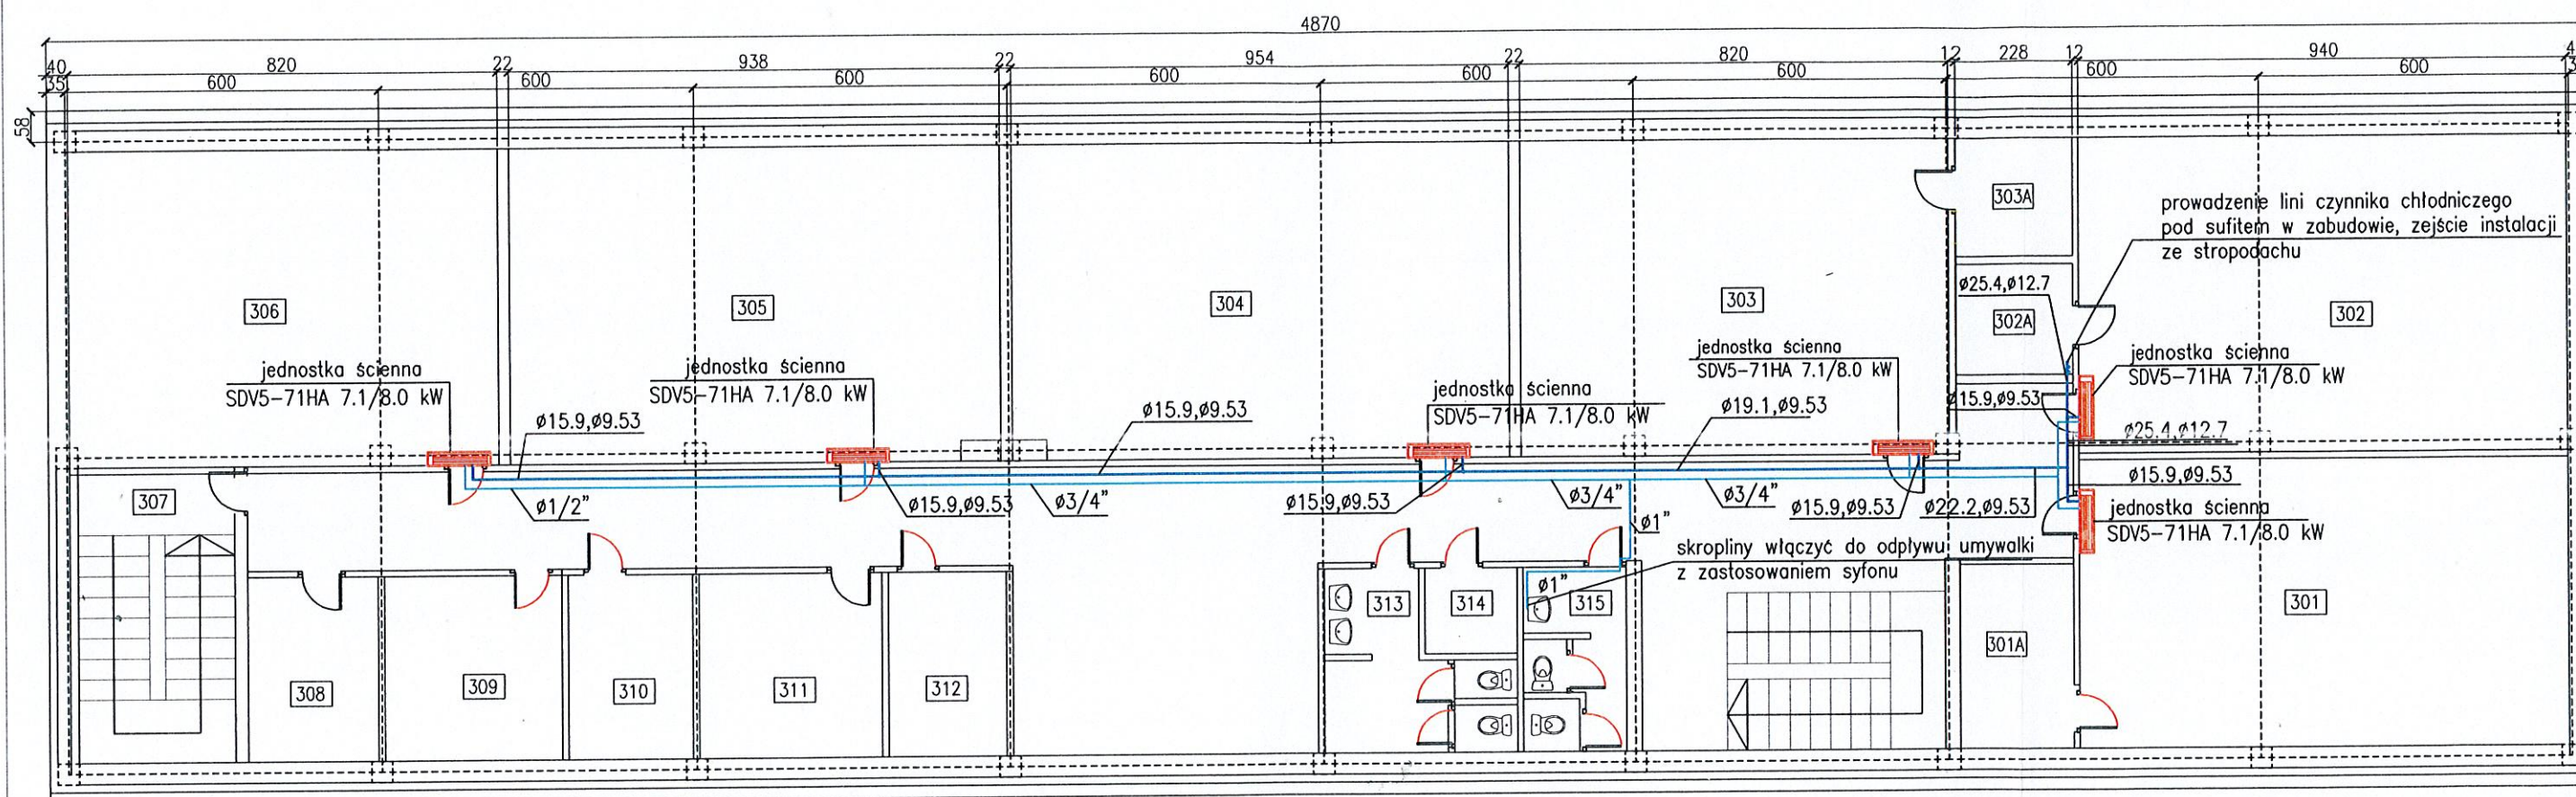 4870
40 820 22 938 22 954 22 820 12 228 12 940
35 600 600 600 600 600 600 600 600
58
303A
prowadzenie lini czynnika chłodniczego
pod sufitem w zabudowie, zejście instalacji
ze stropodachu
306
305
304
303
ø25.4,ø12.7
302A
302
jednostka ścienna
SDV5-71HA 7.1/8.0 kW
jednostka ścienna
SDV5-71HA 7.1/8.0 kW
jednostka ścienna
SDV5-71HA 7.1/8.0 kW
jednostka ścienna
SDV5-71HA 7.1/8.0 kW
jednostka ścienna
SDV5-71HA 7.1/8.0 kW
ø15.9,ø9.53
ø15.9,ø9.53
ø19.1,ø9.53
ø15.9,ø9.53
ø25.4,ø12.7
307
ø1/2"
ø15.9,ø9.53
ø3/4"
ø15.9,ø9.53
ø3/4"
ø3/4"
ø15.9,ø9.53
ø22.2,ø9.53
ø15.9,ø9.53
jednostka ścienna
SDV5-71HA 7.1/8.0 kW
ø1"
skropliny włączyć do odpływu umywalki
z zastosowaniem syfonu
ø1"
313
314
315
301
301A
308
309
310
311
312